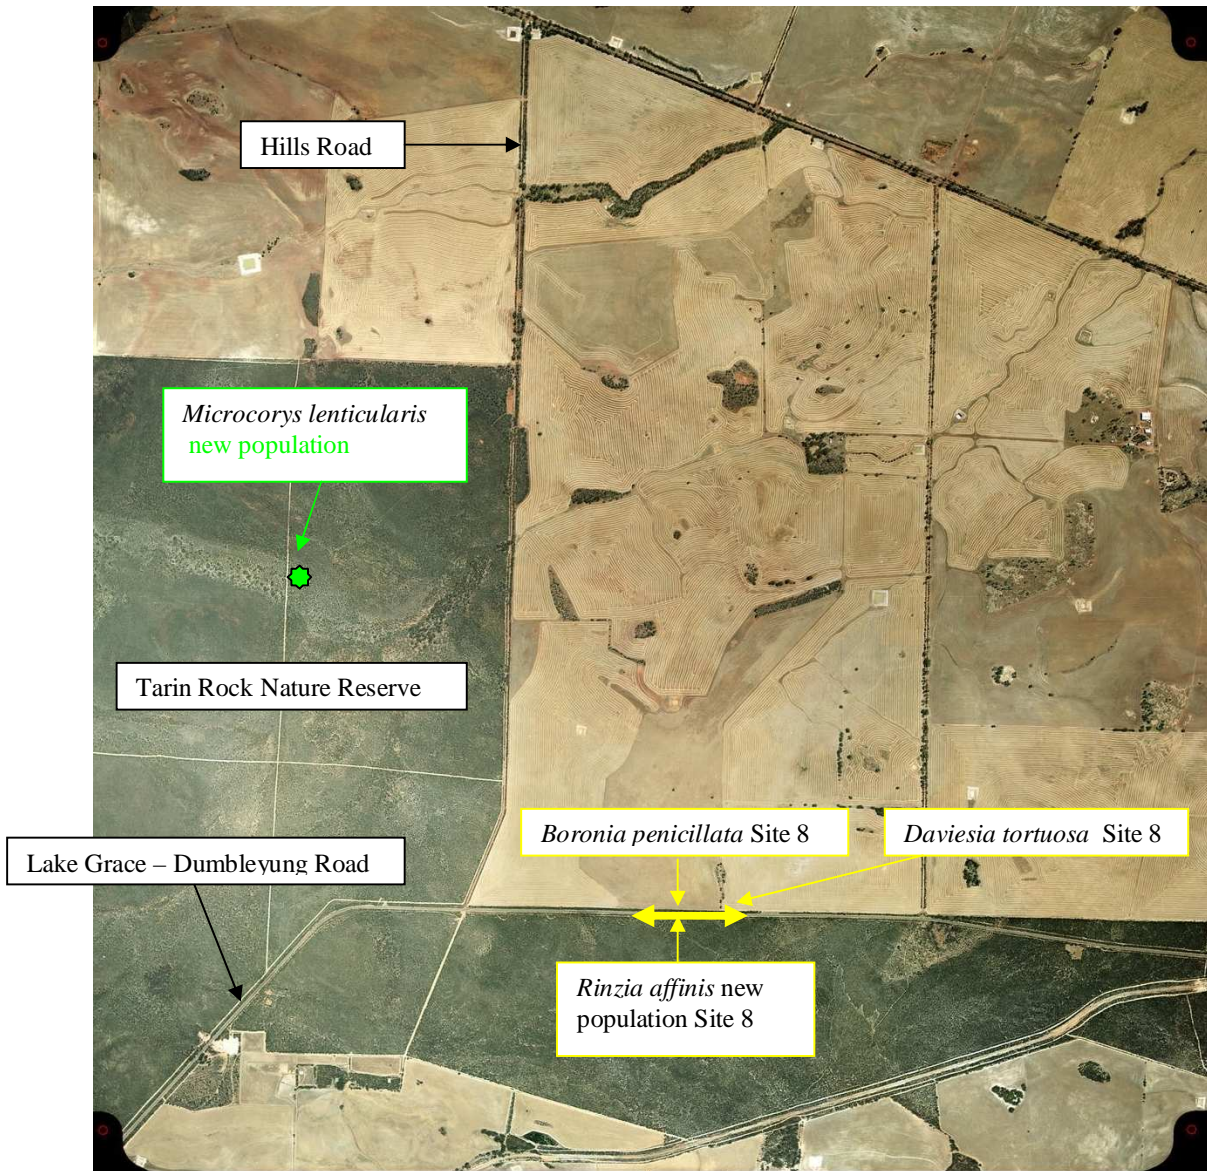 Hills Road
Microcorys lenticularis
new population
Tarin Rock Nature Reserve
Boronia penicillata Site 8
Daviesia tortuosa Site 8
Lake Grace – Dumbleyung Road
Rinzia affinis new
population Site 8